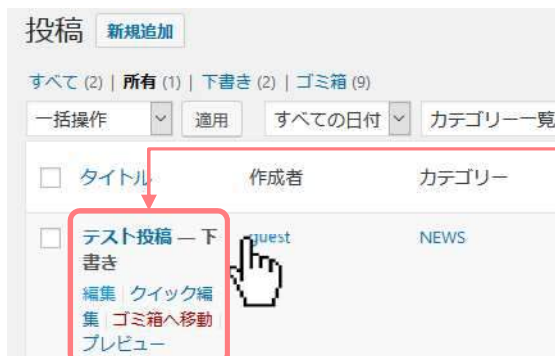 投稿 新規追加
すべて (2) | 所有 (1) | 下書き (2) | ゴミ箱 (9)
一括操作 適用 すべての日付 カテゴリー一覧
タイトル 作成者 カテゴリー
テスト投稿 — 下 guest NEWS
書き
編集 | クイック編
集 | ゴミ箱へ移動 |
プレビュー